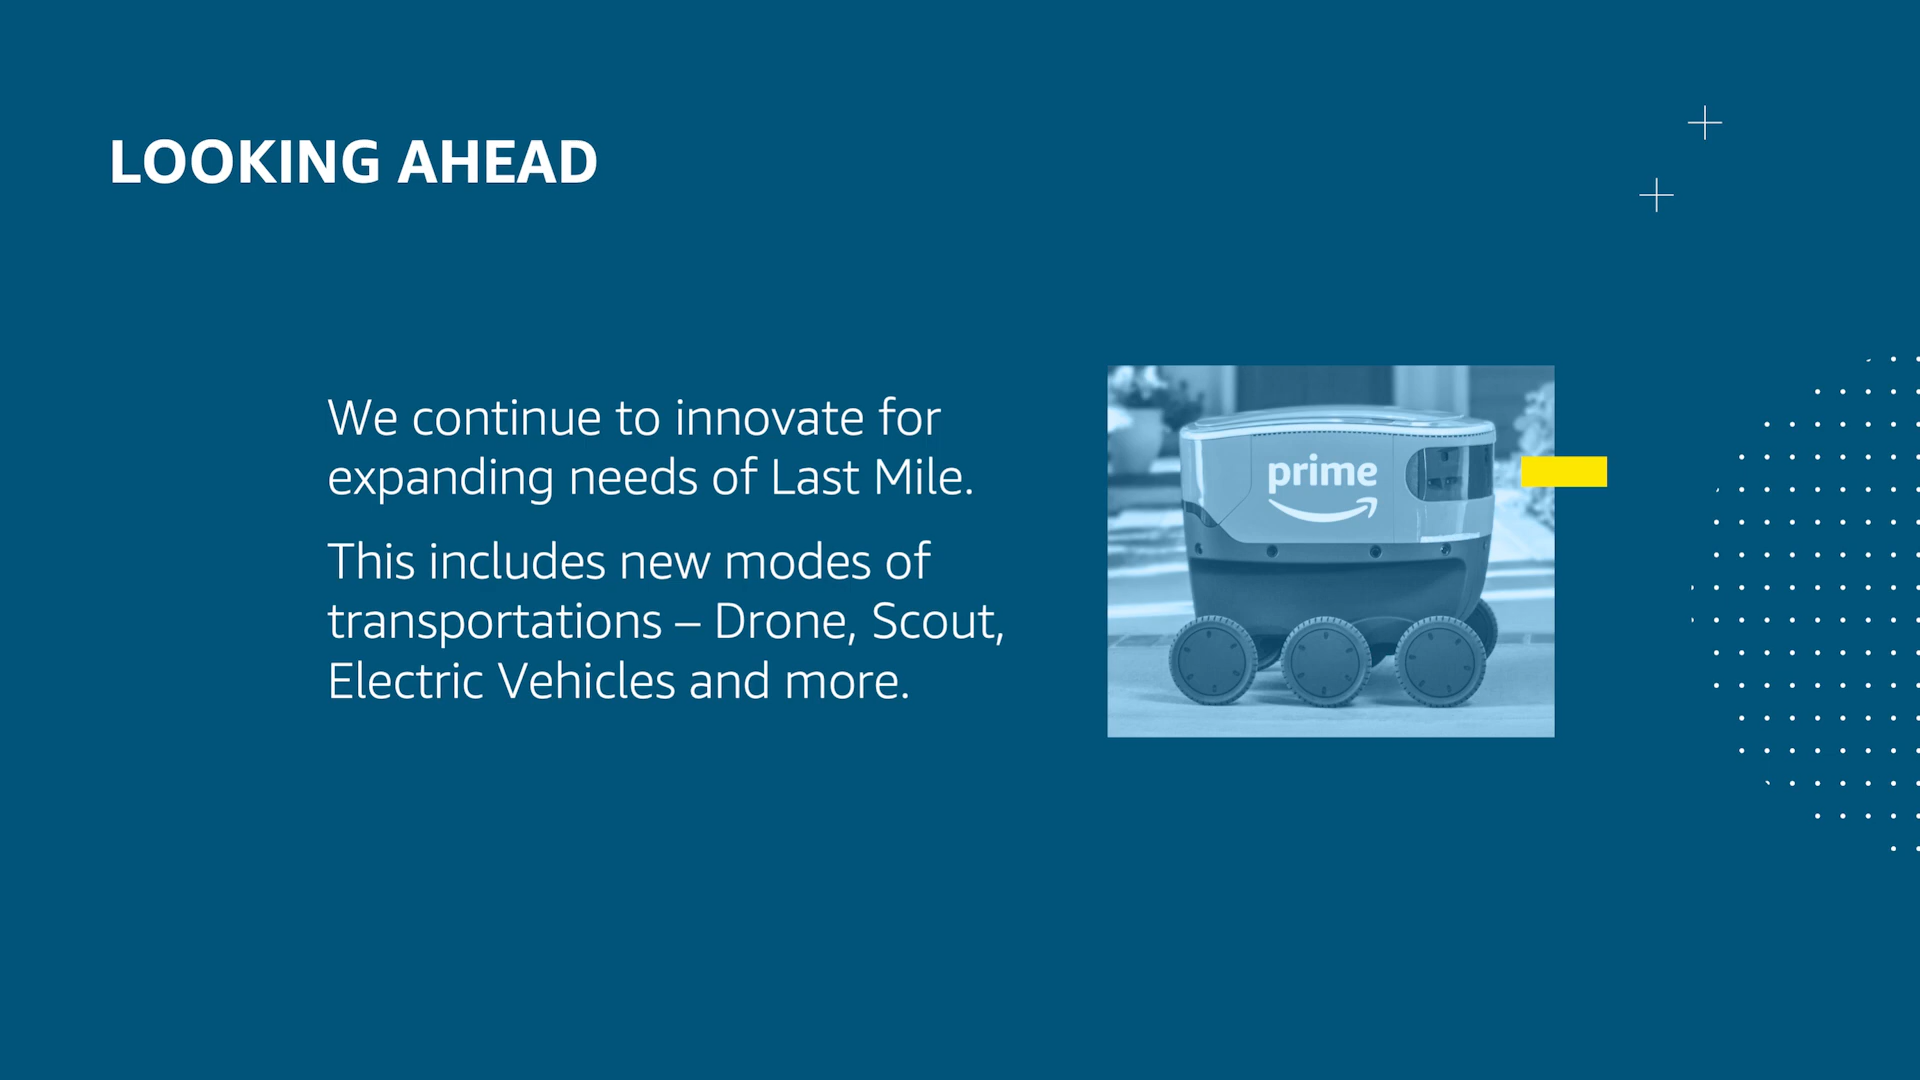 LOOKING AHEAD
We continue to innovate for
expanding needs of Last Mile.
This includes new modes of
transportations – Drone, Scout,
Electric Vehicles and more.
prime